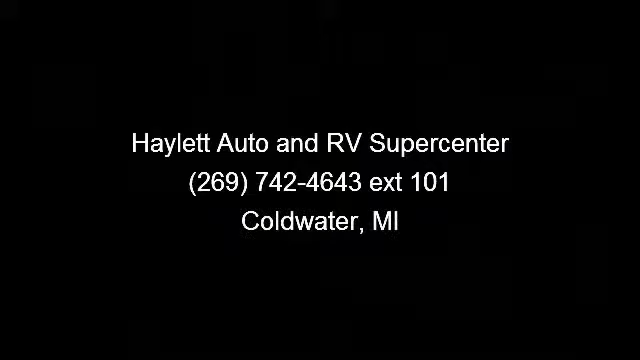 Haylett Auto and RV Supercenter
(269) 742-4643 ext 101
Coldwater, MI